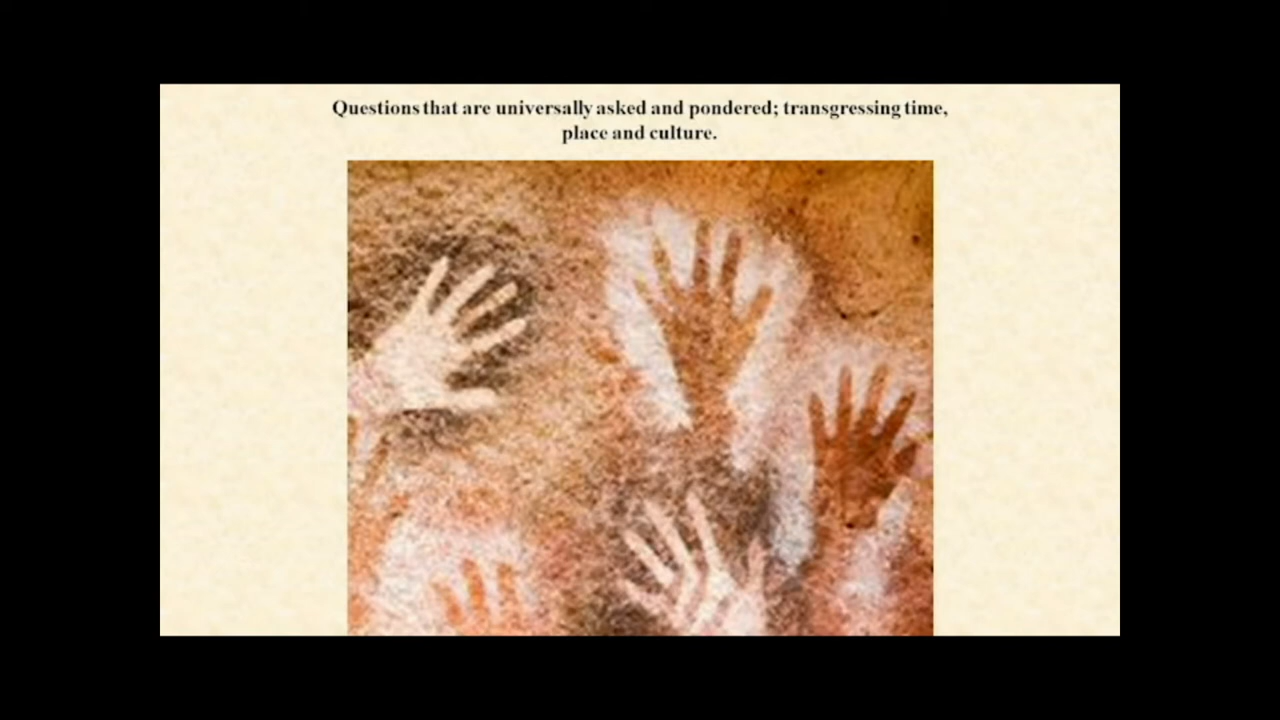 Questions that are universally asked and pondered; transgressing time,
place and culture.